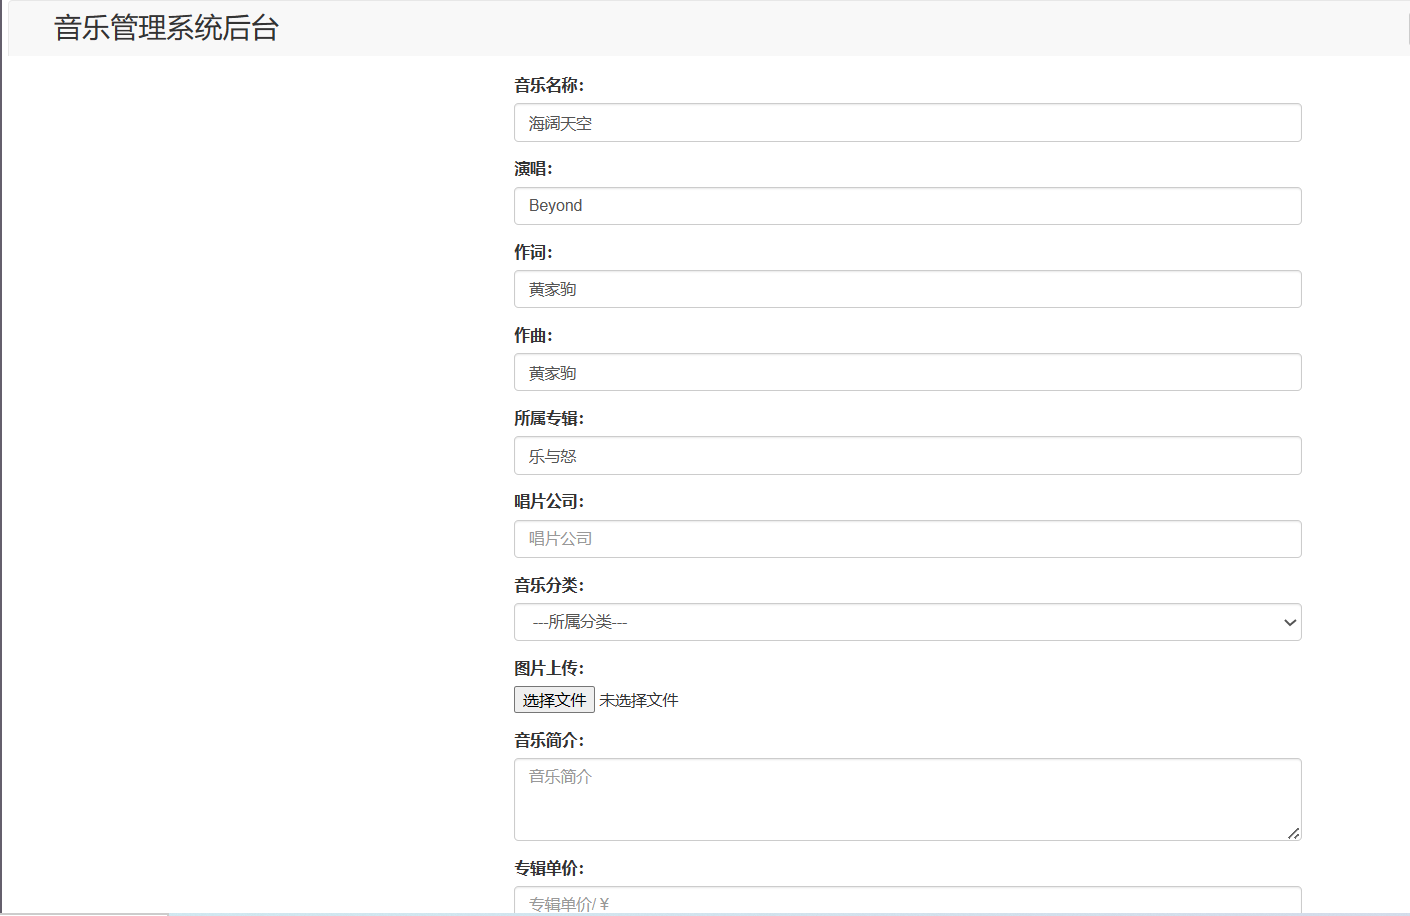 音乐管理系统后台
音乐名称：
海阔天空
演唱：
Beyond
作词：
黄家驹
作曲：
黄家驹
所属专辑：
乐与怒
唱片公司：
唱片公司
音乐分类：
---所属分类---
图片上传：
选择文件 未选择文件
音乐简介：
音乐简介
专辑单价：
专辑单价/ ¥